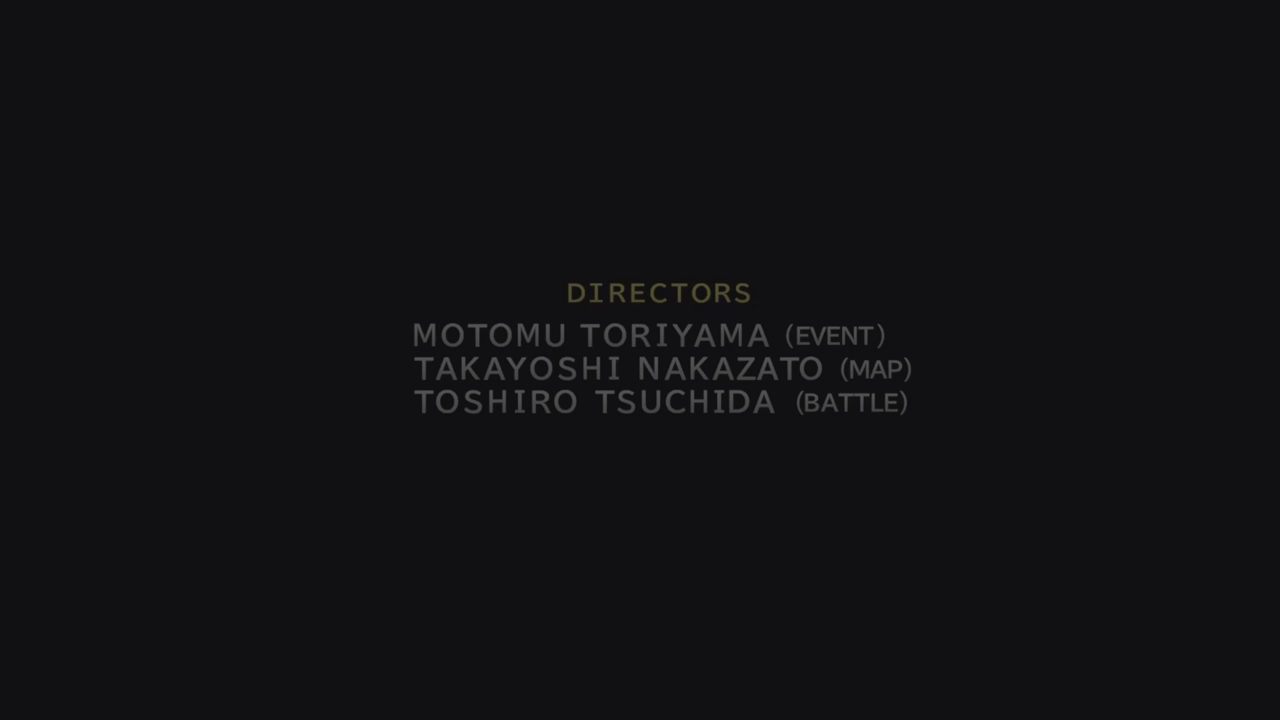 DIRECTORS
MOTOMU TORIYAMA (EVENT)
TAKAYOSHI NAKAZATO (MAP)
TOSHIRO TSUCHIDA (BATTLE)